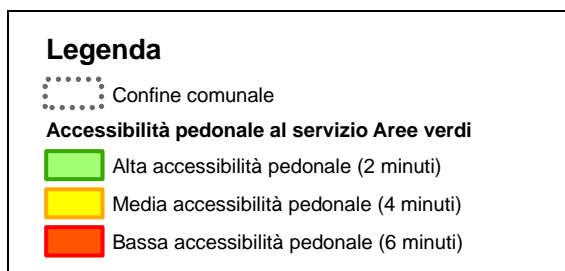 Legenda
Confine comunale
Accessibilità pedonale al servizio Aree verdi
Alta accessibilità pedonale (2 minuti)
Media accessibilità pedonale (4 minuti)
Bassa accessibilità pedonale (6 minuti)